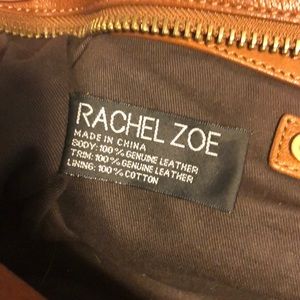 RACHEL ZOE
MADE IN CHINA
BODY: 100% GENUINE LEATHER
TRIM: 100% GENUINE LEATHER
LINING: 100% COTTON